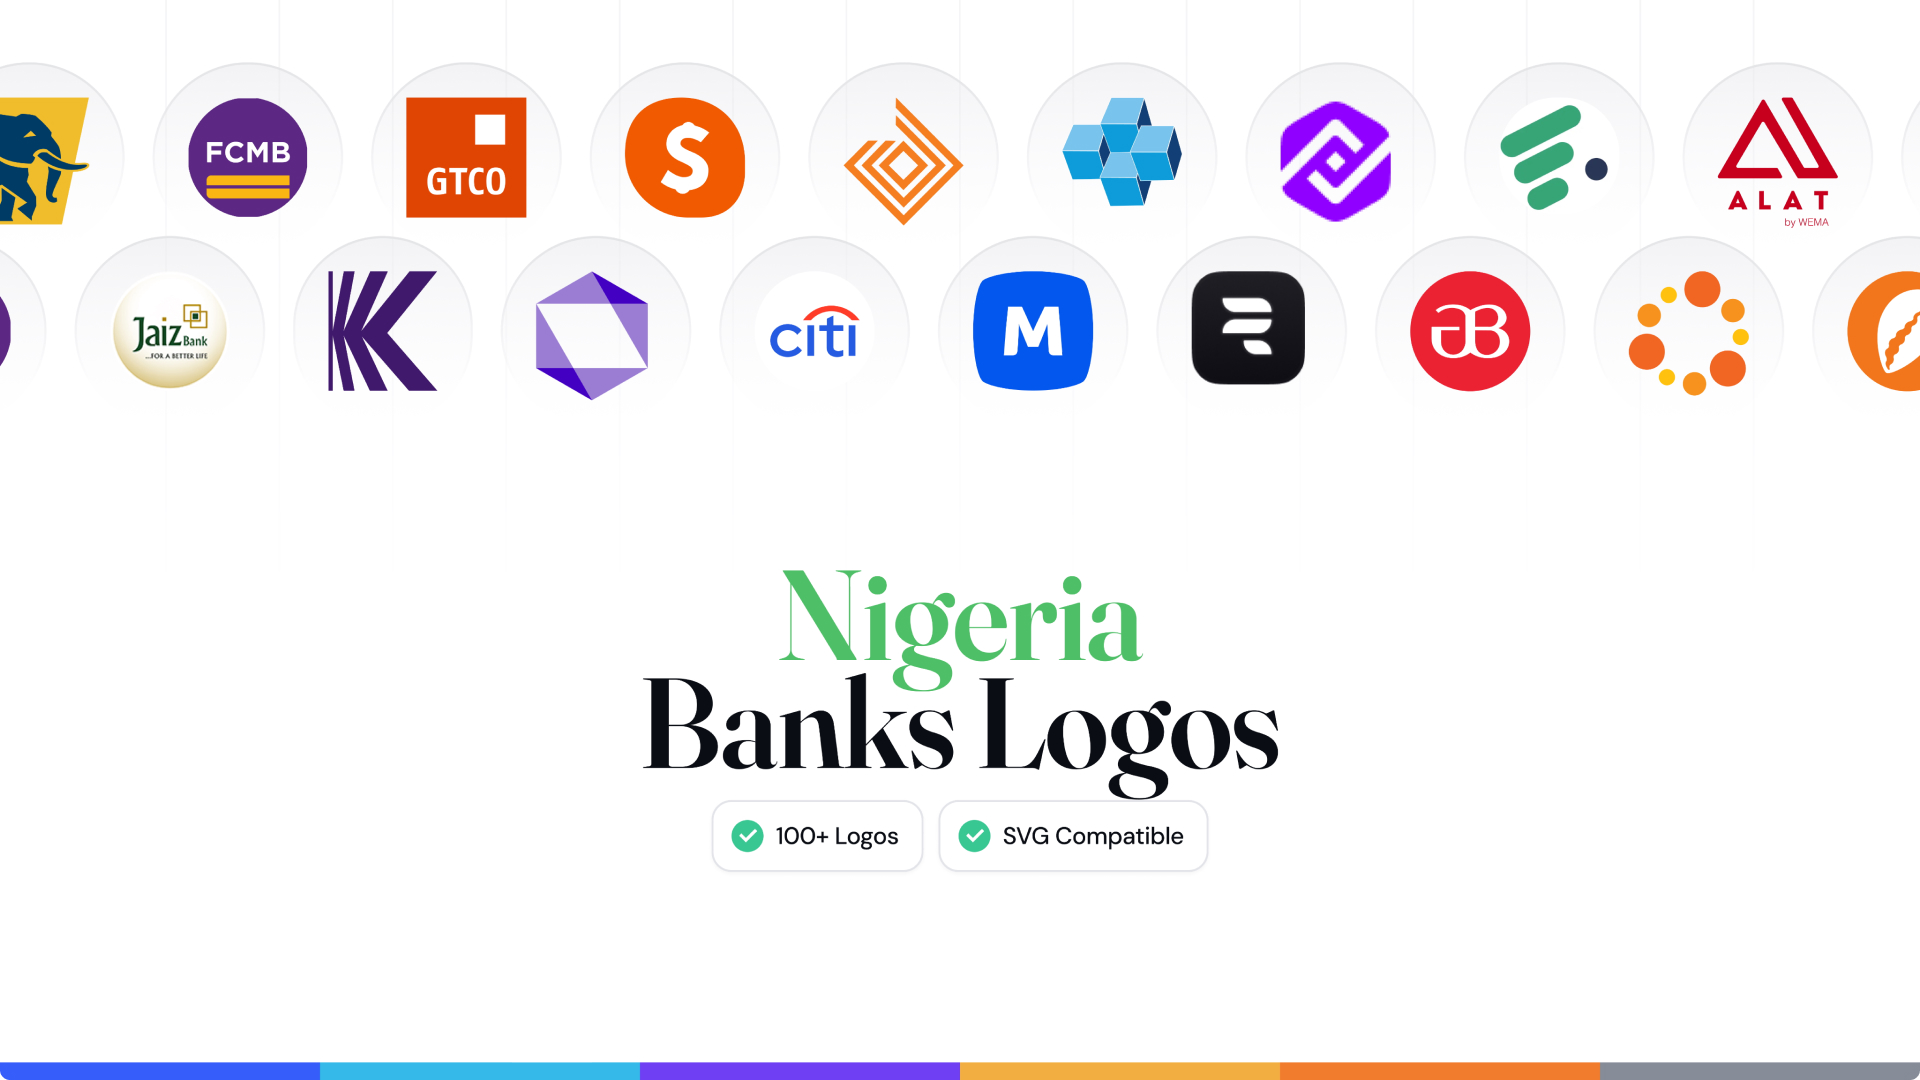 FCMB
GTCO
S
ALAT
by WEMA
Jaiz Bank
...FOR A BETTER LIFE
K
citi
M
Nigeria
Banks Logos
100+ Logos
SVG Compatible